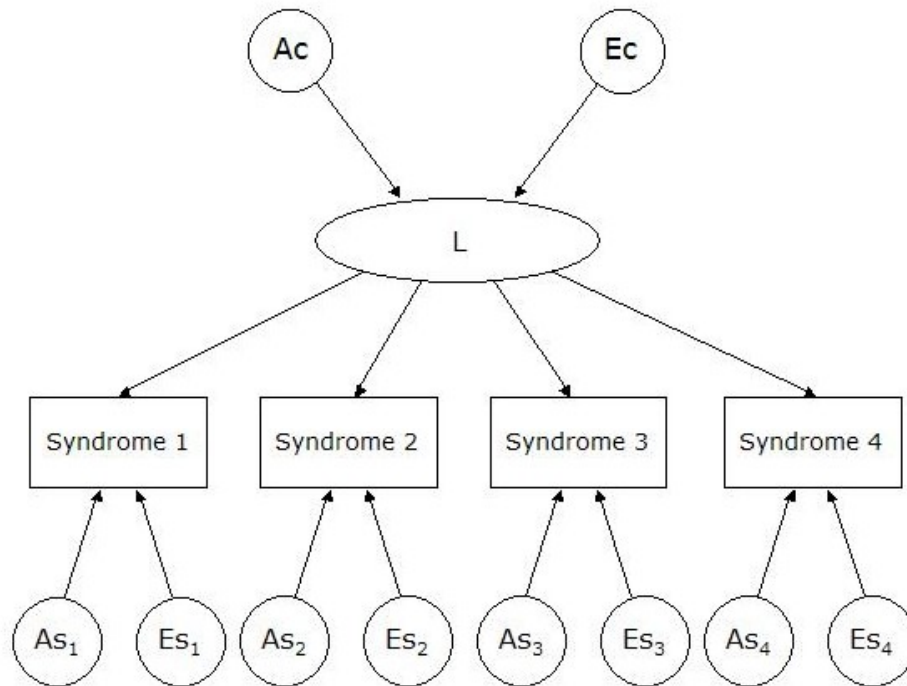 Ac
Ec
L
Syndrome 1
Syndrome 2
Syndrome 3
Syndrome 4
As₁
Es₁
As₂
Es₂
As₃
Es₃
As₄
Es₄